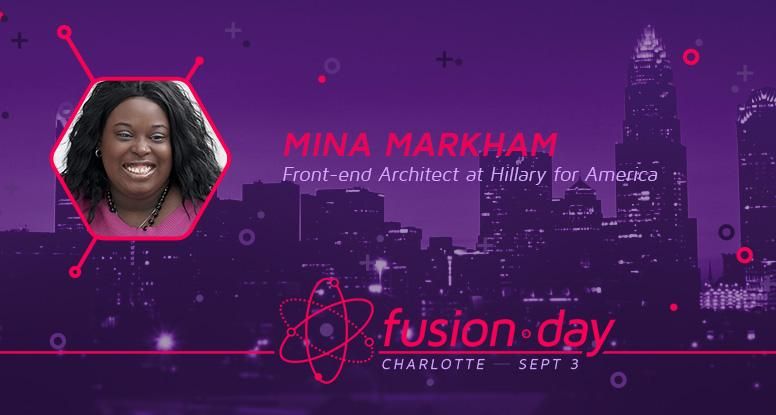 MINA MARKHAM
Front-end Architect at Hillary for America
fusion day
CHARLOTTE — SEPT 3